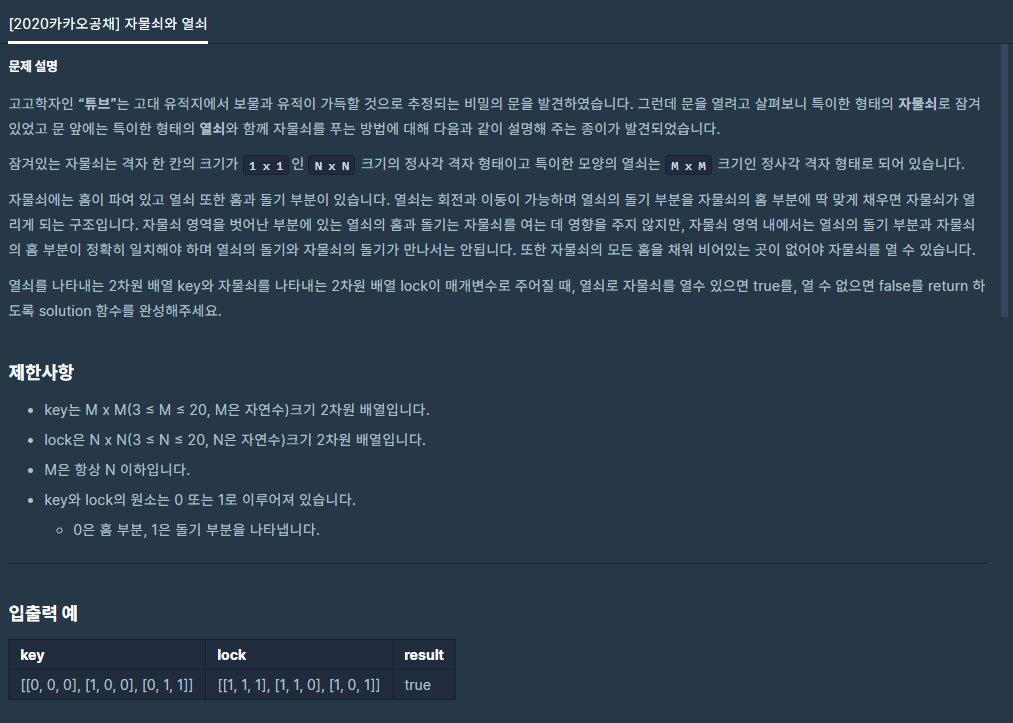 [2020카카오공채] 자물쇠와 열쇠
문제 설명
고고학자인 “튜브”는 고대 유적지에서 보물과 유적이 가득할 것으로 추정되는 비밀의 문을 발견하였습니다. 그런데 문을 열려고 살펴보니 특이한 형태의 자물쇠로 잠겨
있었고 문 앞에는 특이한 형태의 열쇠와 함께 자물쇠를 푸는 방법에 대해 다음과 같이 설명해 주는 종이가 발견되었습니다.
잠겨있는 자물쇠는 격자 한 칸의 크기가 1 x 1인 N x N 크기의 정사각 격자 형태이고 특이한 모양의 열쇠는 M x M 크기인 정사각 격자 형태로 되어 있습니다.
자물쇠에는 홈이 파여 있고 열쇠 또한 홈과 돌기 부분이 있습니다. 열쇠는 회전과 이동이 가능하며 열쇠의 돌기 부분을 자물쇠의 홈 부분에 딱 맞게 채우면 자물쇠가 열
리게 되는 구조입니다. 자물쇠 영역을 벗어난 부분에 있는 열쇠의 홈과 돌기는 자물쇠를 여는 데 영향을 주지 않지만, 자물쇠 영역 내에서는 열쇠의 돌기 부분과 자물쇠
의 홈 부분이 정확히 일치해야 하며 열쇠의 돌기와 자물쇠의 돌기가 만나서는 안됩니다. 또한 자물쇠의 모든 홈을 채워 비어있는 곳이 없어야 자물쇠를 열 수 있습니다.
열쇠를 나타내는 2차원 배열 key와 자물쇠를 나타내는 2차원 배열 lock이 매개변수로 주어질 때, 열쇠로 자물쇠를 열수 있으면 true를, 열 수 없으면 false를 return 하
도록 solution 함수를 완성해주세요.
제한사항
• key는 M x M(3 ≤ M ≤ 20, M은 자연수)크기 2차원 배열입니다.
• lock은 N x N(3 ≤ N ≤ 20, N은 자연수)크기 2차원 배열입니다.
• M은 항상 N 이하입니다.
• key와 lock의 원소는 0 또는 1로 이루어져 있습니다.
◦ 0은 홈 부분, 1은 돌기 부분을 나타냅니다.
입출력 예
key lock result
[[0, 0, 0], [1, 0, 0], [0, 1, 1]] [[1, 1, 1], [1, 1, 0], [1, 0, 1]] true